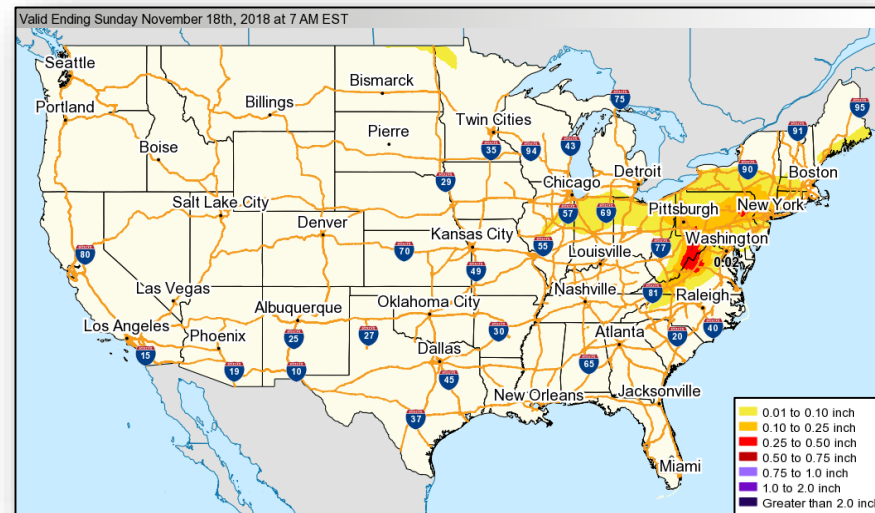 Valid Ending Sunday November 18th, 2018 at 7 AM EST
Seattle
Portland
Boise
Billings
Bismarck
Pierre
Twin Cities
75
95
91
90
Boston
35
94
43
Detroit
29
Chicago
57
69
Pittsburgh
New York
Salt Lake City
80
Denver
70
Kansas City
55
Louisville
77
Washington
0.02
49
Las Vegas
Nashville
81
Raleigh
Los Angeles
Phoenix
Albuquerque
Oklahoma City
25
27
30
Atlanta
20
40
15
19
10
Dallas
45
65
37
New Orleans
Jacksonville
Miami
0.01 to 0.10 inch
0.10 to 0.25 inch
0.25 to 0.50 inch
0.50 to 0.75 inch
0.75 to 1.0 inch
1.0 to 2.0 inch
Greater than 2.0 inch